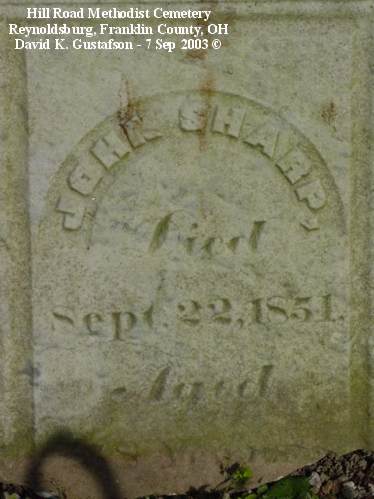 Hill Road Methodist Cemetery
Reynoldsburg, Franklin County, OH
David K. Gustafson - 7 Sep 2003 ©
JOHN SHARP,
Died
Sept. 22, 1851.
Aged